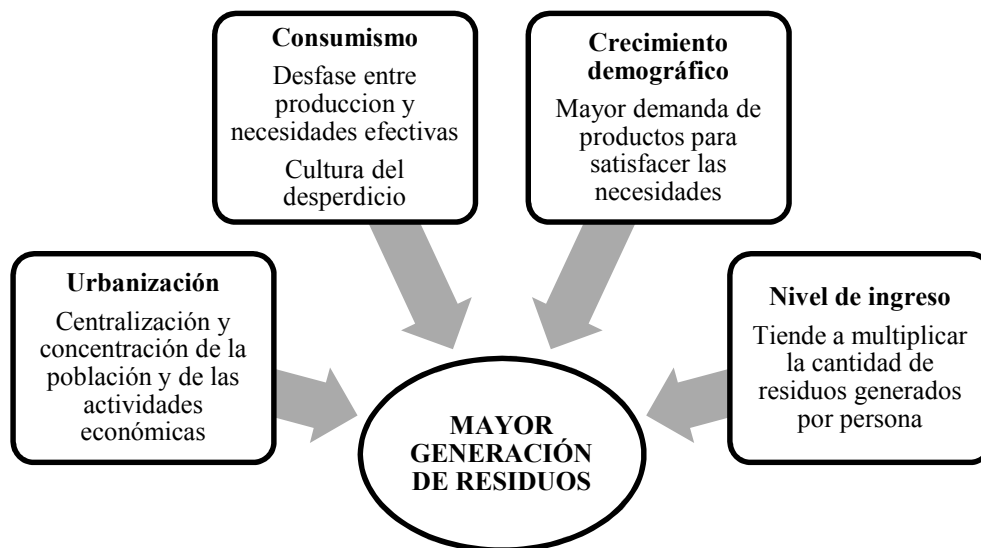 Consumismo
Desfase entre
produccion y
necesidades efectivas
Cultura del
desperdicio
Crecimiento
demográfico
Mayor demanda de
productos para
satisfacer las
necesidades
Urbanización
Centralización y
concentración de la
población y de las
actividades
económicas
Nivel de ingreso
Tiende a multiplicar
la cantidad de
residuos generados
por persona
MAYOR
GENERACIÓN
DE RESIDUOS